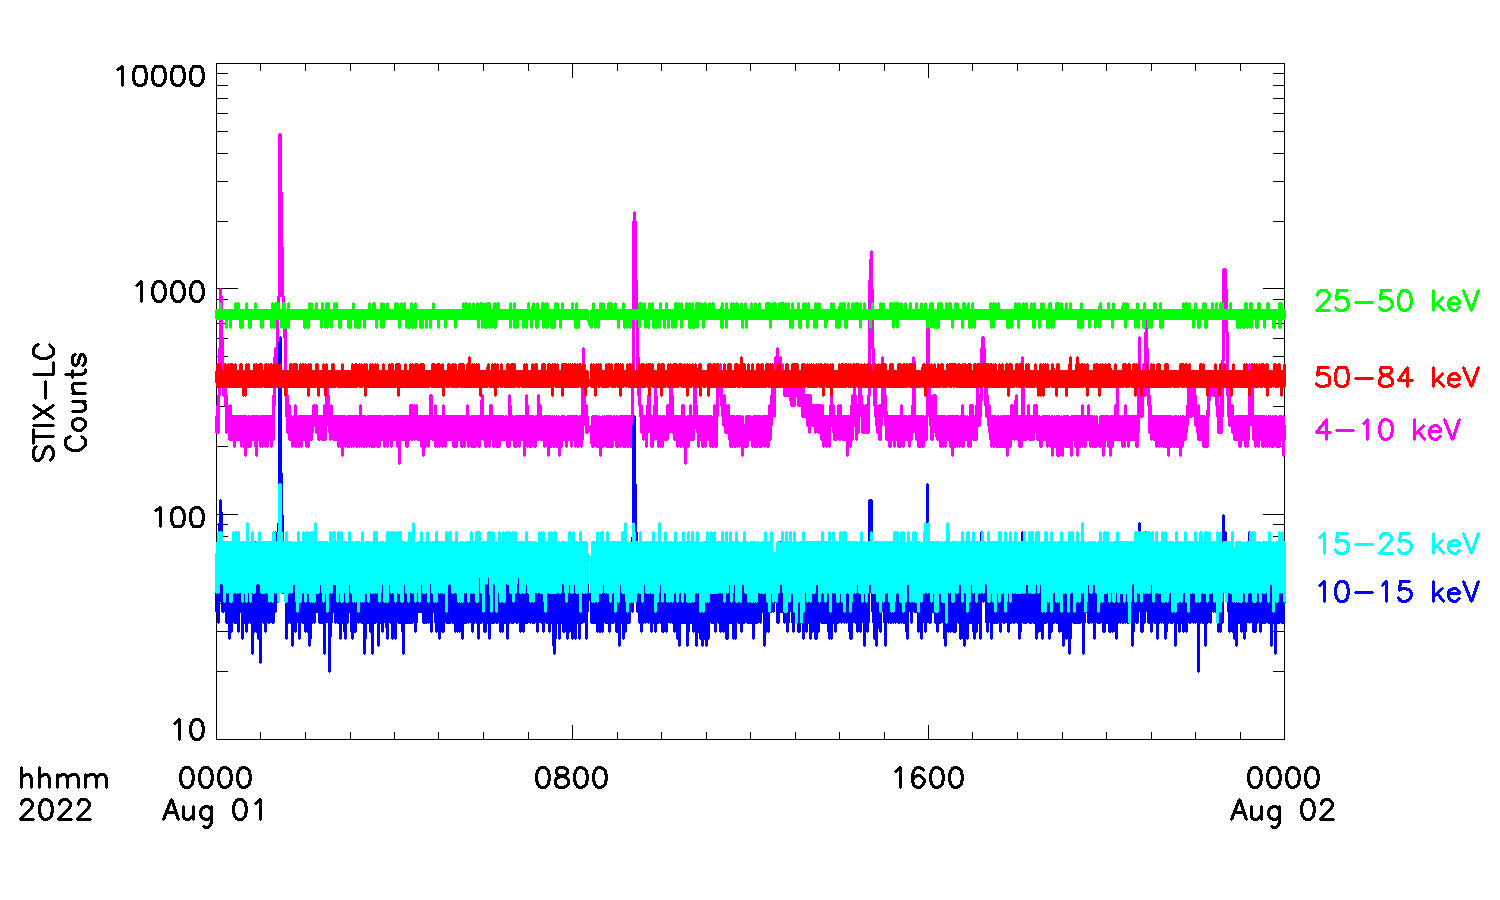 10000
1000
100
10
STIX-LC
Counts
25-50 keV
50-84 keV
4-10 keV
15-25 keV
10-15 keV
hhmm 0000 0800 1600 0000
2022 Aug 01 Aug 02